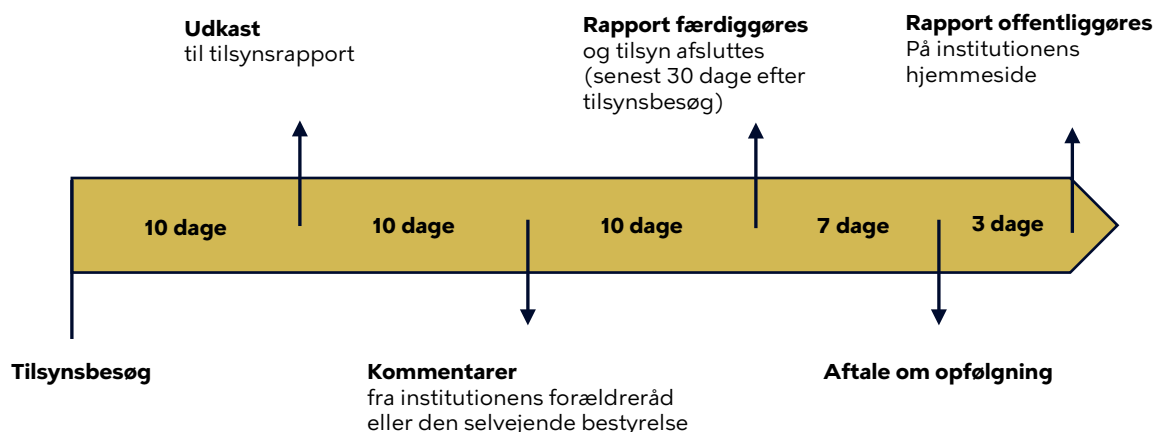 Udkast
til tilsynsrapport
Rapport færdiggøres
og tilsyn afsluttes
(senest 30 dage efter
tilsynsbesøg)
Rapport offentliggøres
På institutionens
hjemmeside
10 dage
10 dage
10 dage
7 dage
3 dage
Tilsynsbesøg
Kommentarer
fra institutionens forældreråd
eller den selvejende bestyrelse
Aftale om opfølgning